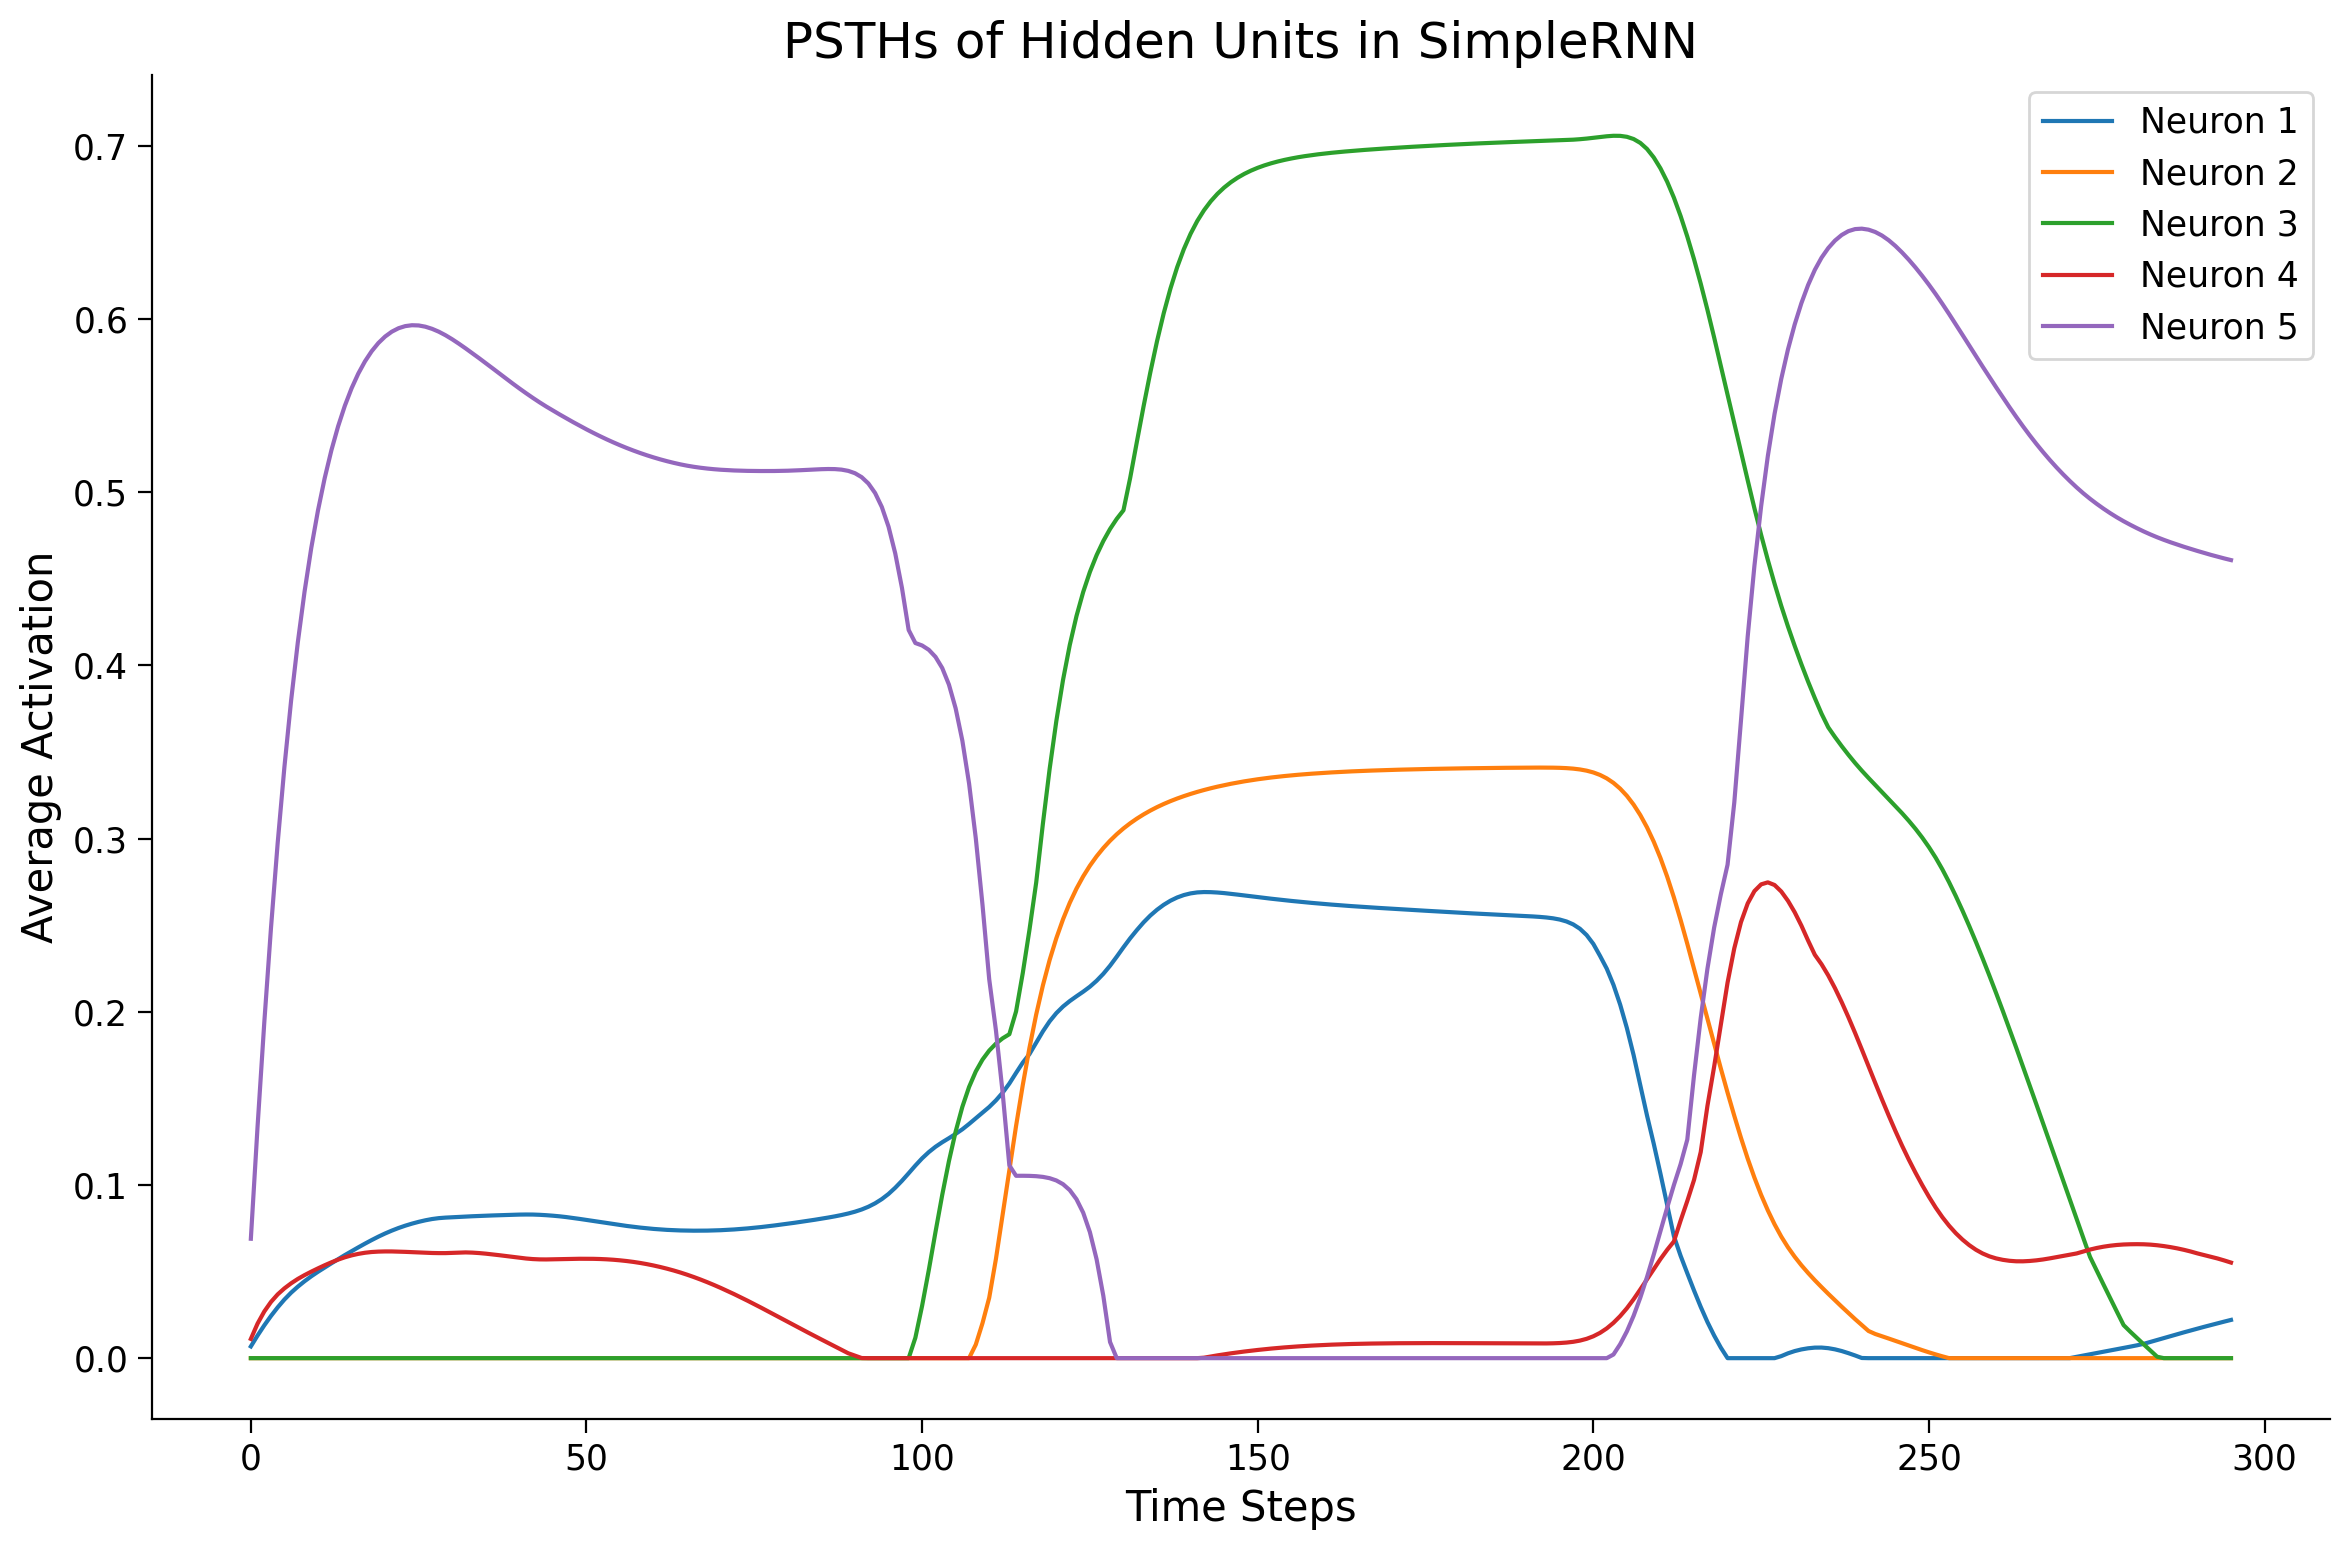 PSTHs of Hidden Units in SimpleRNN
Neuron 1
Neuron 2
Neuron 3
Neuron 4
Neuron 5
Average Activation
0.7
0.6
0.5
0.4
0.3
0.2
0.1
0.0
0 50 100 150 200 250 300
Time Steps